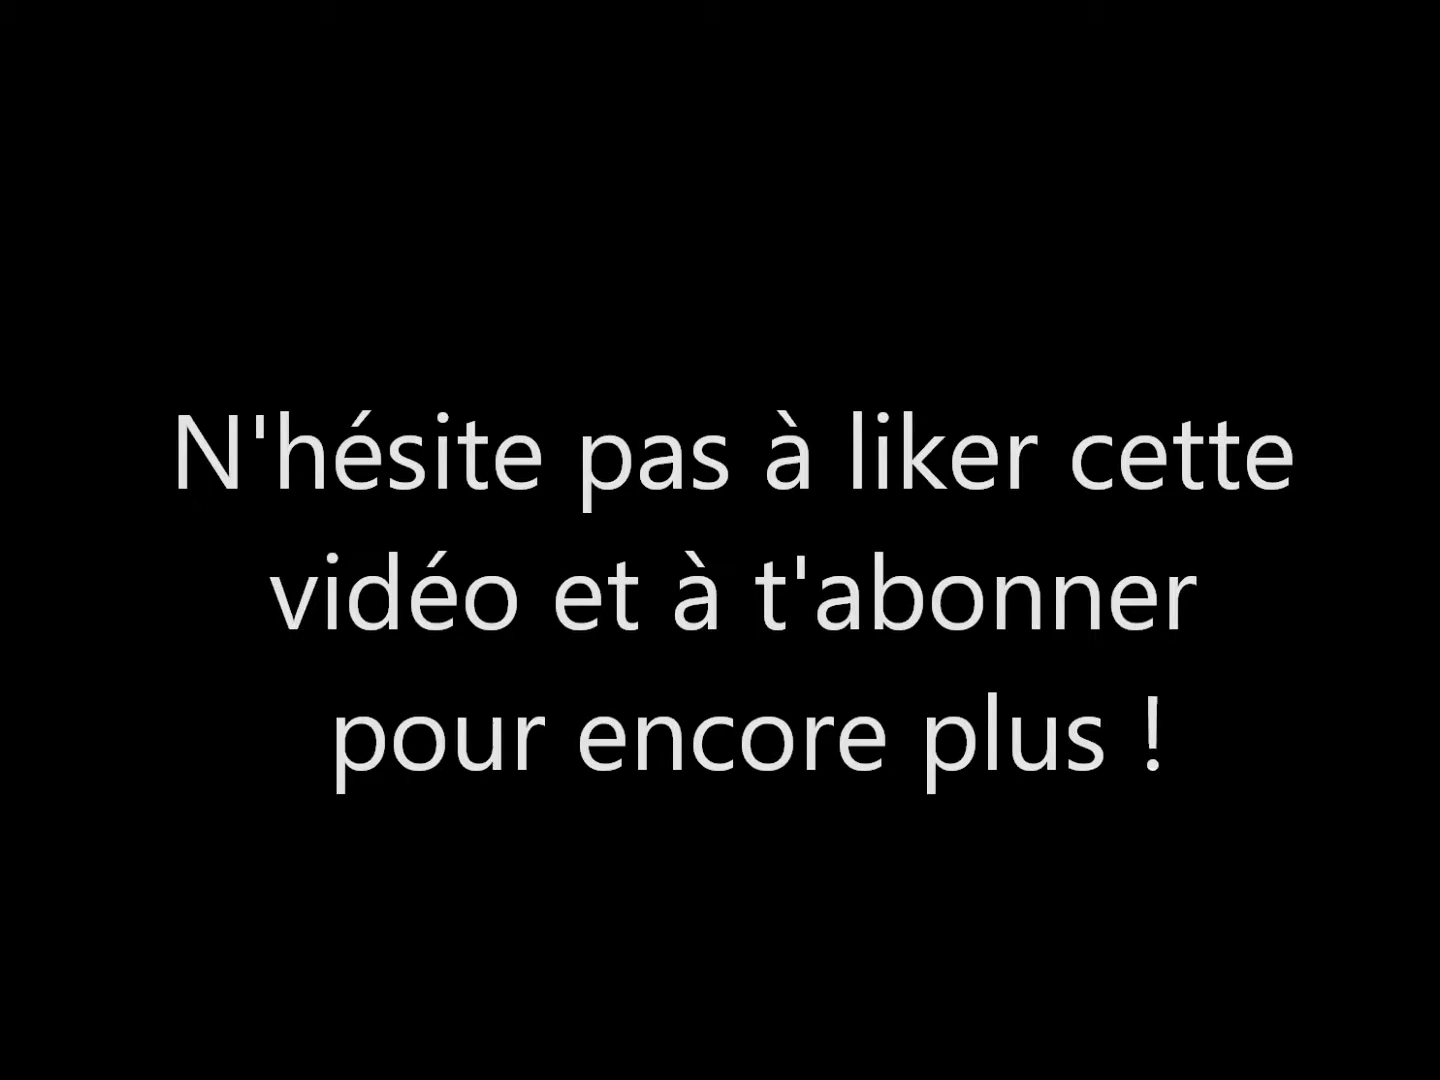 N'hésite pas à liker cette
vidéo et à t'abonner
pour encore plus !